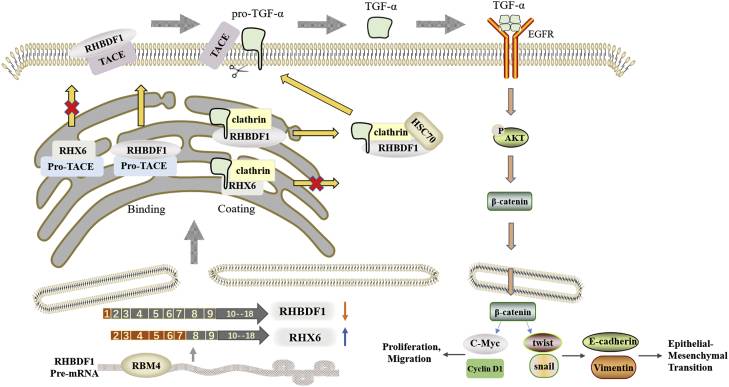 pro-TGF-α
TGF-α
TGF-α
RHBDF1
TACE
TACE
EGFR
clathrin
RHBDF1
clathrin
HSC70
RHBDF1
RHX6
Pro-TACE
RHBDF1
Pro-TACE
clathrin
RHX6
Binding
Coating
P
AKT
β-catenin
1 2 3 4 5 6 7 8 9 10--18
RHBDF1
2 3 4 5 6 7 8 9 10--18
RHX6
RHBDF1
Pre-mRNA
RBM4
β-catenin
Proliferation,
Migration
C-Myc
Cyclin D1
twist
snail
E-cadherin
Vimentin
Epithelial-
Mesenchymal
Transition